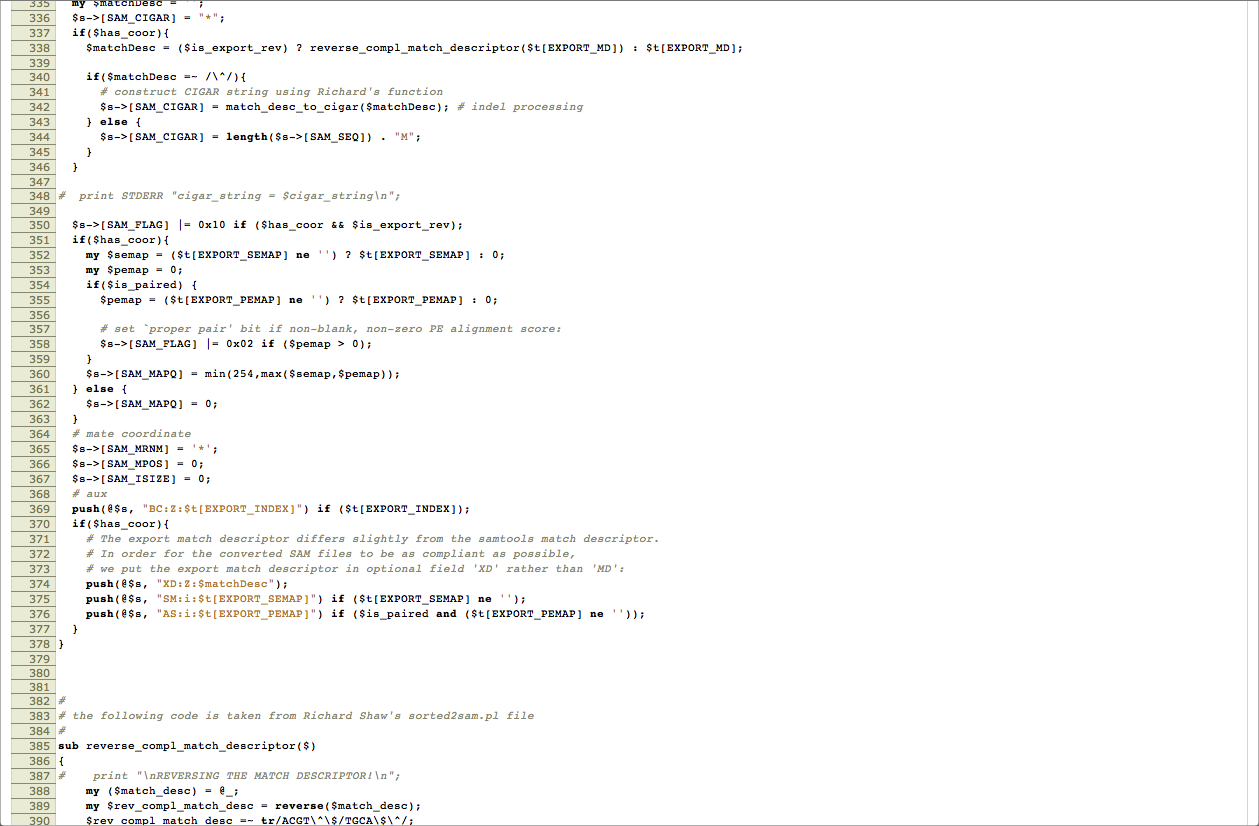 335   my $matchDesc = '';
336   $s->[SAM_CIGAR] = "*";
337   if($has_coor){
338     $matchDesc = ($is_export_rev) ? reverse_compl_match_descriptor($t[EXPORT_MD]) : $t[EXPORT_MD];
339
340     if($matchDesc =~ /\^/){
341       # construct CIGAR string using Richard's function
342       $s->[SAM_CIGAR] = match_desc_to_cigar($matchDesc); # indel processing
343     } else {
344       $s->[SAM_CIGAR] = length($s->[SAM_SEQ]) . "M";
345     }
346   }
347
348 #  print STDERR "cigar_string = $cigar_string\n";
349
350   $s->[SAM_FLAG] |= 0x10 if ($has_coor && $is_export_rev);
351   if($has_coor){
352     my $semap = ($t[EXPORT_SEMAP] ne '') ? $t[EXPORT_SEMAP] : 0;
353     my $pemap = 0;
354     if($is_paired) {
355       $pemap = ($t[EXPORT_PEMAP] ne '') ? $t[EXPORT_PEMAP] : 0;
356
357       # set `proper pair' bit if non-blank, non-zero PE alignment score:
358       $s->[SAM_FLAG] |= 0x02 if ($pemap > 0);
359     }
360     $s->[SAM_MAPQ] = min(254,max($semap,$pemap));
361   } else {
362     $s->[SAM_MAPQ] = 0;
363   }
364   # mate coordinate
365   $s->[SAM_MRNM] = '*';
366   $s->[SAM_MPOS] = 0;
367   $s->[SAM_ISIZE] = 0;
368   # aux
369   push(@$s, "BC:Z:$t[EXPORT_INDEX]") if ($t[EXPORT_INDEX]);
370   if($has_coor){
371     # The export match descriptor differs slightly from the samtools match descriptor.
372     # In order for the converted SAM files to be as compliant as possible,
373     # we put the export match descriptor in optional field 'XD' rather than 'MD':
374     push(@$s, "XD:Z:$matchDesc");
375     push(@$s, "SM:i:$t[EXPORT_SEMAP]") if ($t[EXPORT_SEMAP] ne '');
376     push(@$s, "AS:i:$t[EXPORT_PEMAP]") if ($is_paired and ($t[EXPORT_PEMAP] ne ''));
377   }
378 }
379
380
381
382 #
383 # the following code is taken from Richard Shaw's sorted2sam.pl file
384 #
385 sub reverse_compl_match_descriptor($)
386 {
387 #    print "\nREVERSING THE MATCH DESCRIPTOR!\n";
388     my ($match_desc) = @_;
389     my $rev_compl_match_desc = reverse($match_desc);
390     $rev_compl_match_desc =~ tr/ACGT\^\$/TGCA\$\^/;